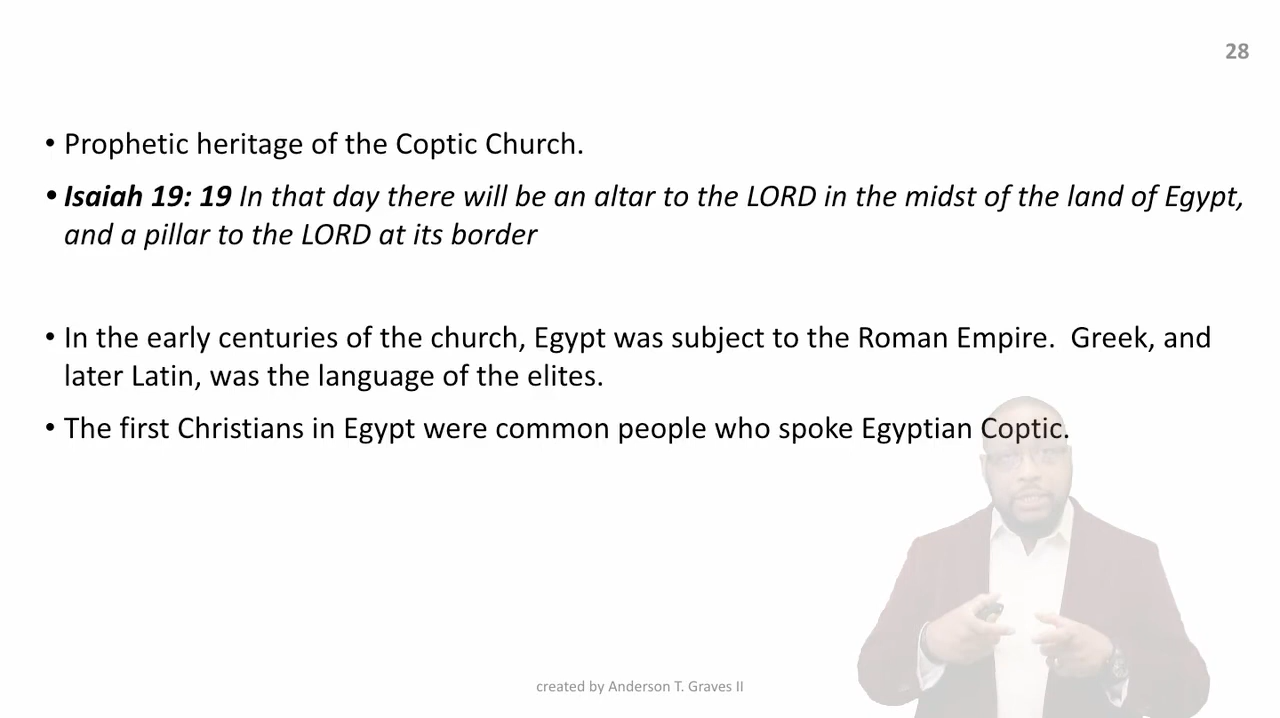 28
• Prophetic heritage of the Coptic Church.
• Isaiah 19: 19 In that day there will be an altar to the LORD in the midst of the land of Egypt,
and a pillar to the LORD at its border
• In the early centuries of the church, Egypt was subject to the Roman Empire.  Greek, and
later Latin, was the language of the elites.
• The first Christians in Egypt were common people who spoke Egyptian Coptic.
created by Anderson T. Graves II